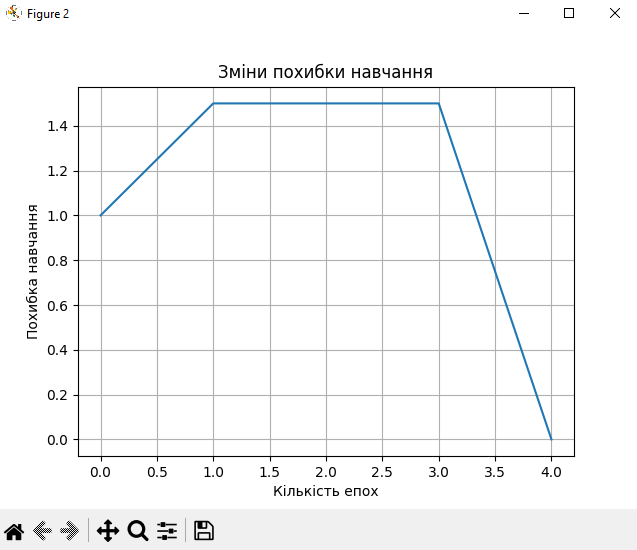 Figure 2
Зміни похибки навчання
Похибка навчання
1.4
1.2
1.0
0.8
0.6
0.4
0.2
0.0
0.0 0.5 1.0 1.5 2.0 2.5 3.0 3.5 4.0
Кількість епох